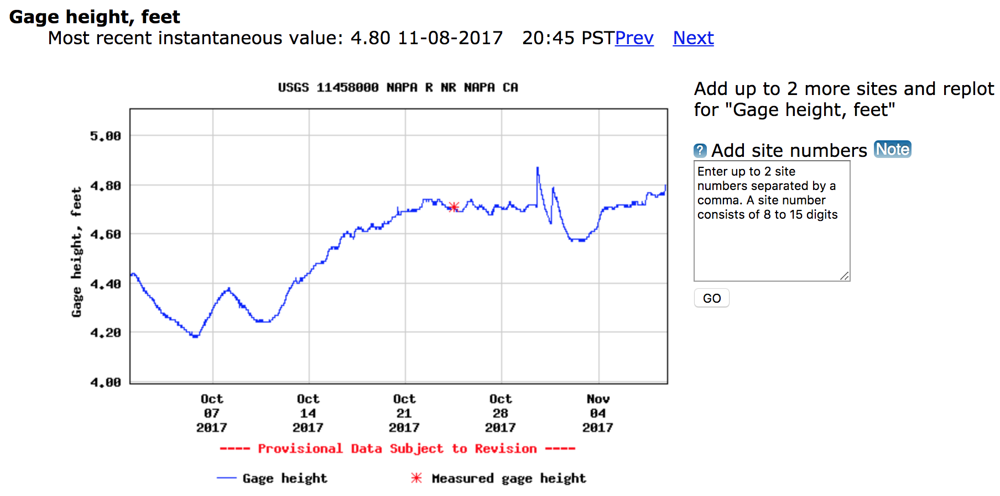 Gage height, feet
Most recent instantaneous value: 4.80 11-08-2017 20:45 PSTPrev Next
USGS 11458000 NAPA R NR NAPA CA
Add up to 2 more sites and replot
for "Gage height, feet"
? Add site numbers Note
Enter up to 2 site
numbers separated by a
comma. A site number
consists of 8 to 15 digits
GO
Gage height, feet
5.00
4.80
4.60
4.40
4.20
4.00
Oct
07
2017
Oct
14
2017
Oct
21
2017
Oct
28
2017
Nov
04
2017
---- Provisional Data Subject to Revision ----
Gage height
Measured gage height